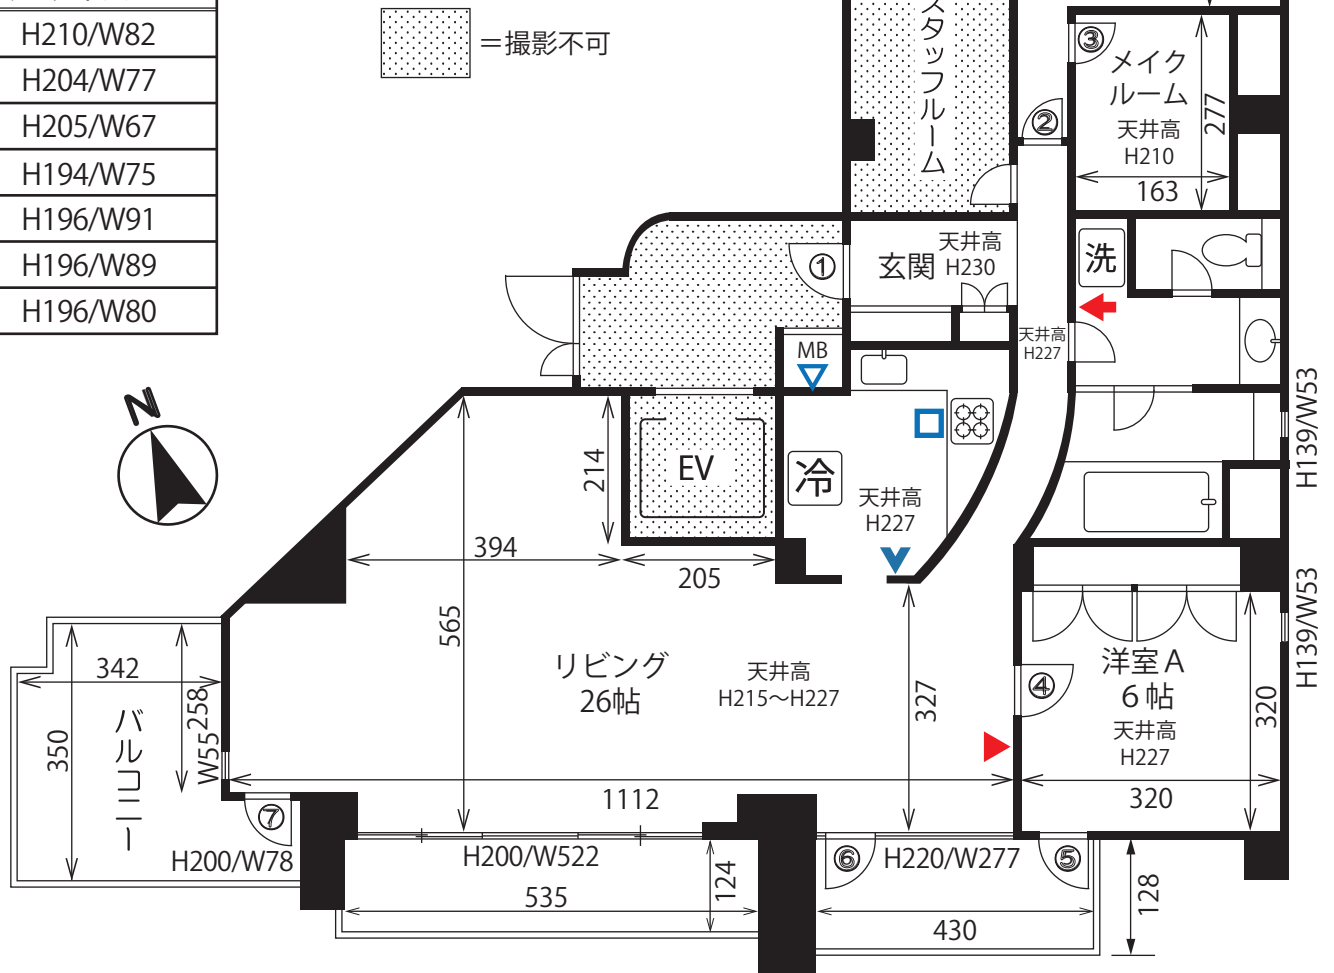 H210/W82
H204/W77
H205/W67
H194/W75
H196/W91
H196/W89
H196/W80
=撮影不可
スタッフルーム
③
メイク
ルーム
天井高
H210
277
163
②
①
玄関
天井高
H230
洗
天井高
H227
MB
N
EV
冷
天井高
H227
214
394
205
565
H139/W53
H139/W53
リビング
26帖
天井高
H215〜H227
327
④
洋室A
6帖
天井高
H227
320
320
342
258
350
バルコニー
W55
1112
⑦
H200/W78
H200/W522
124
535
⑥
H220/W277
⑤
430
128